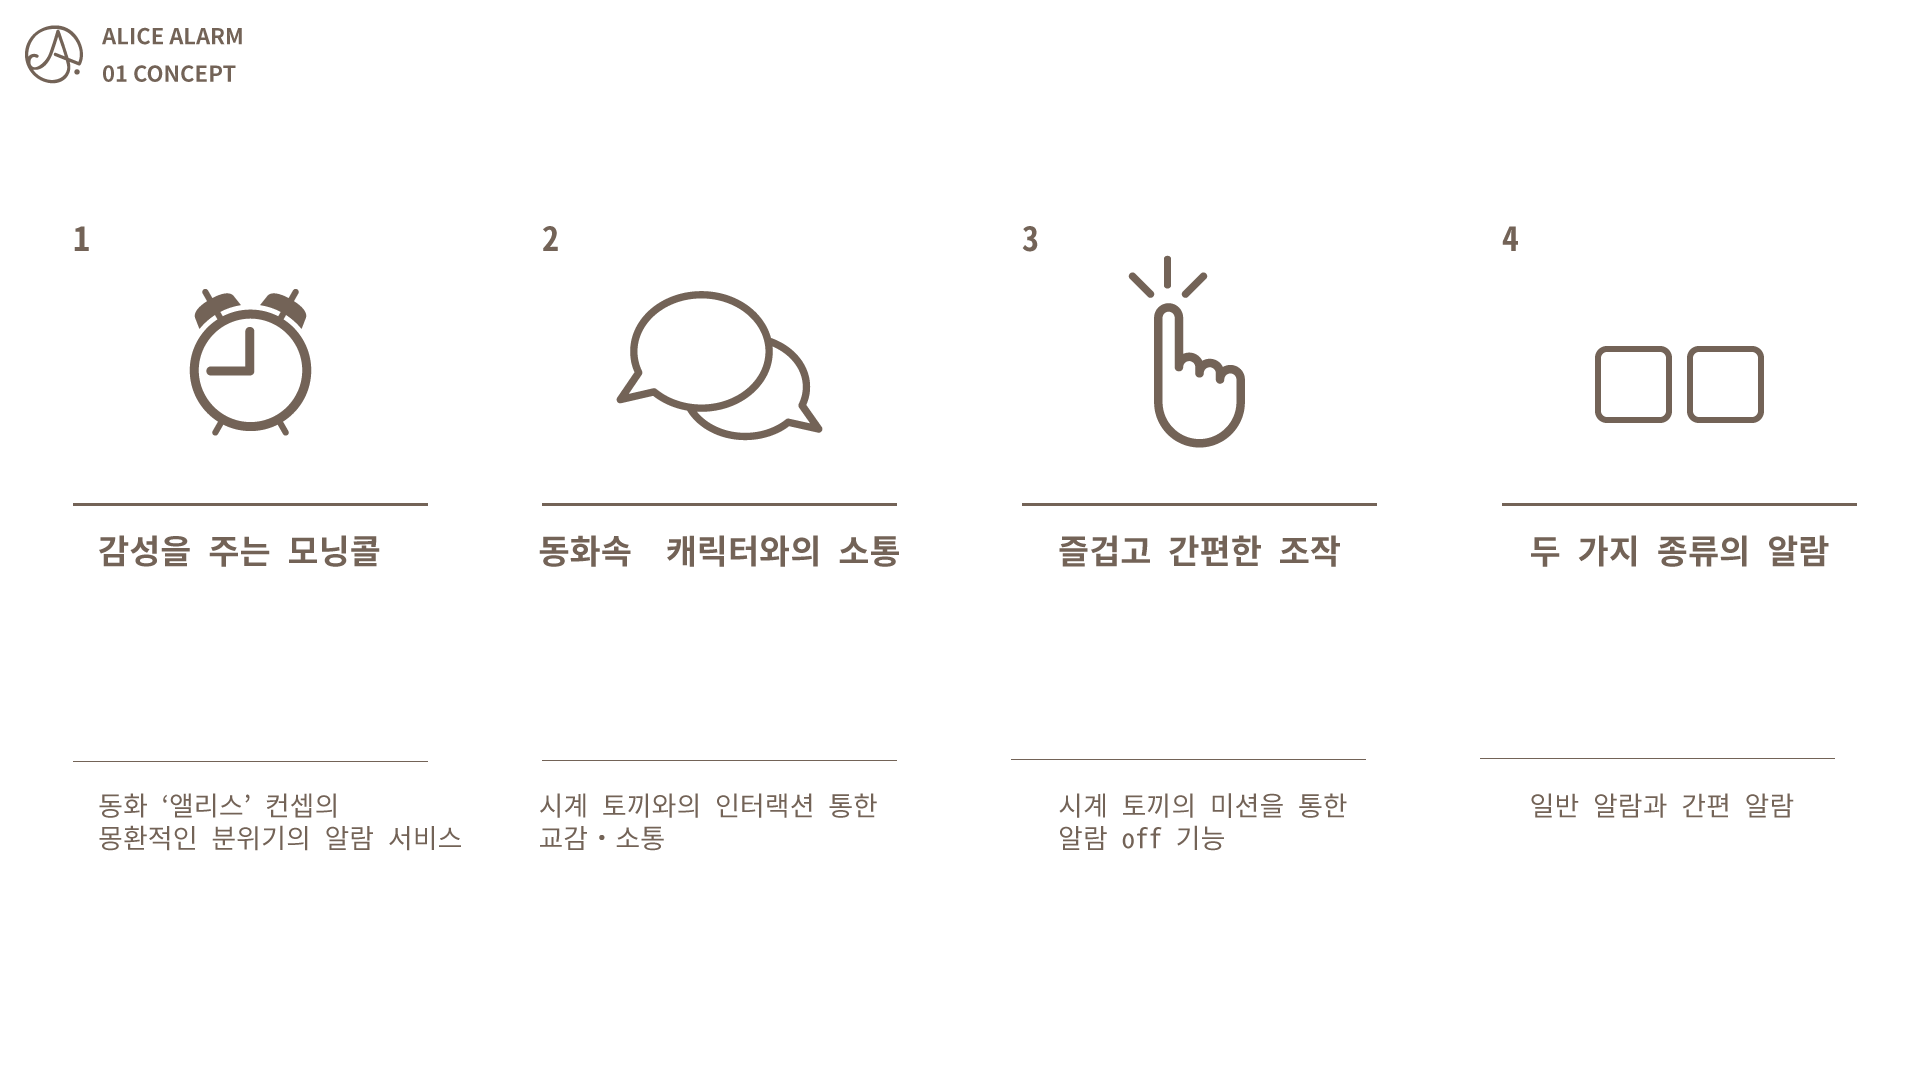 ALICE ALARM
01 CONCEPT
1
감성을 주는 모닝콜
동화 ‘앨리스’ 컨셉의
몽환적인 분위기의 알람 서비스
2
동화속 캐릭터와의 소통
시계 토끼와의 인터랙션 통한
교감・소통
3
즐겁고 간편한 조작
시계 토끼의 미션을 통한
알람 off 기능
4
두 가지 종류의 알람
일반 알람과 간편 알람